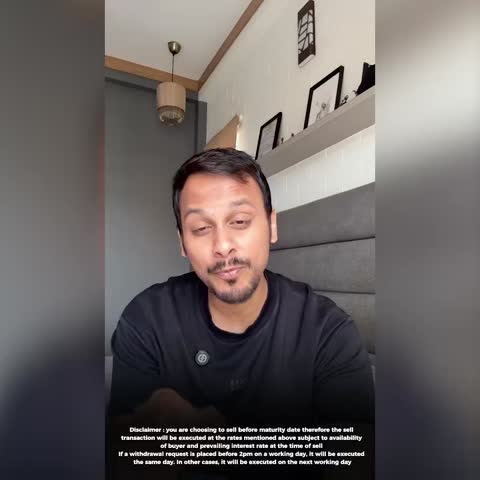 Disclaimer : you are choosing to sell before maturity date therefore the sell
transaction will be executed at the rates mentioned above subject to availability
of buyer and prevailing interest rate at the time of sell
If a withdrawal request is placed before 2pm on a working day, it will be executed
the same day. In other cases, it will be executed on the next working day